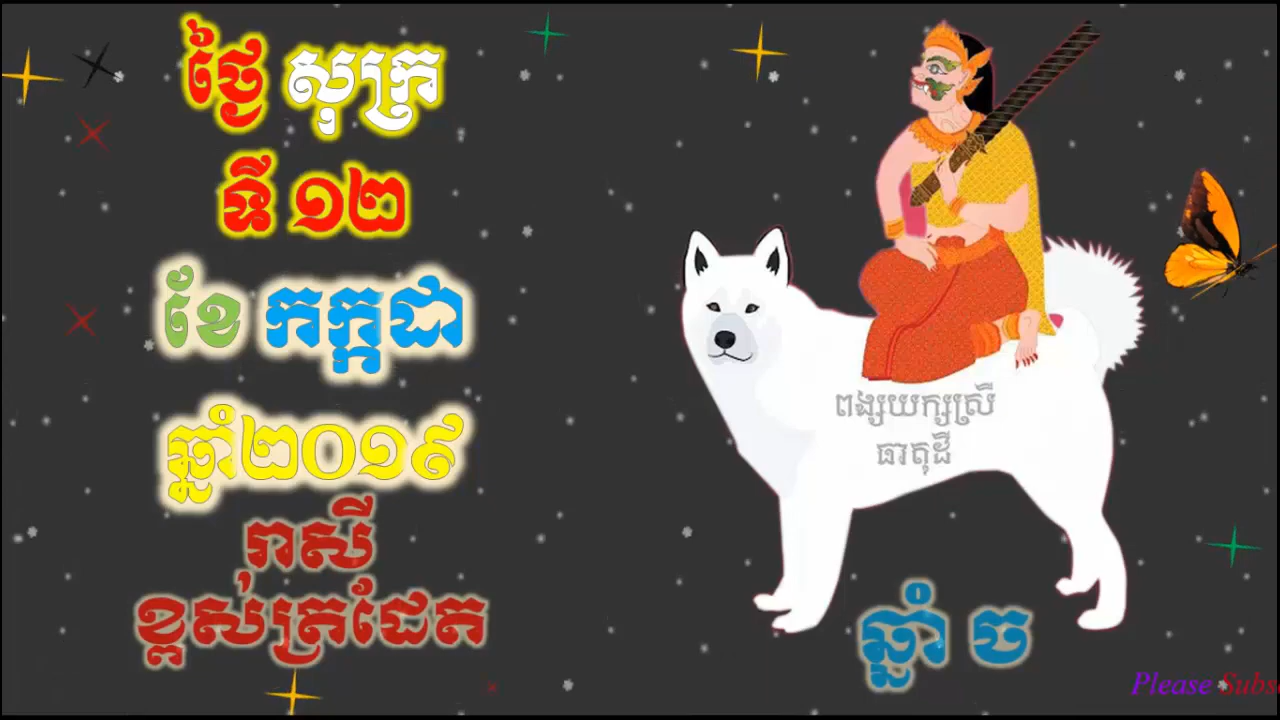 ថ្ងៃ សុក្រ
ទី ១២
ខែ កក្កដា
ឆ្នាំ២០១៩
រាសី
ខ្ពស់ត្រដែត
ពង្សយក្សស្រី
ធាតុដី
ឆ្នាំ ច
Please Subs